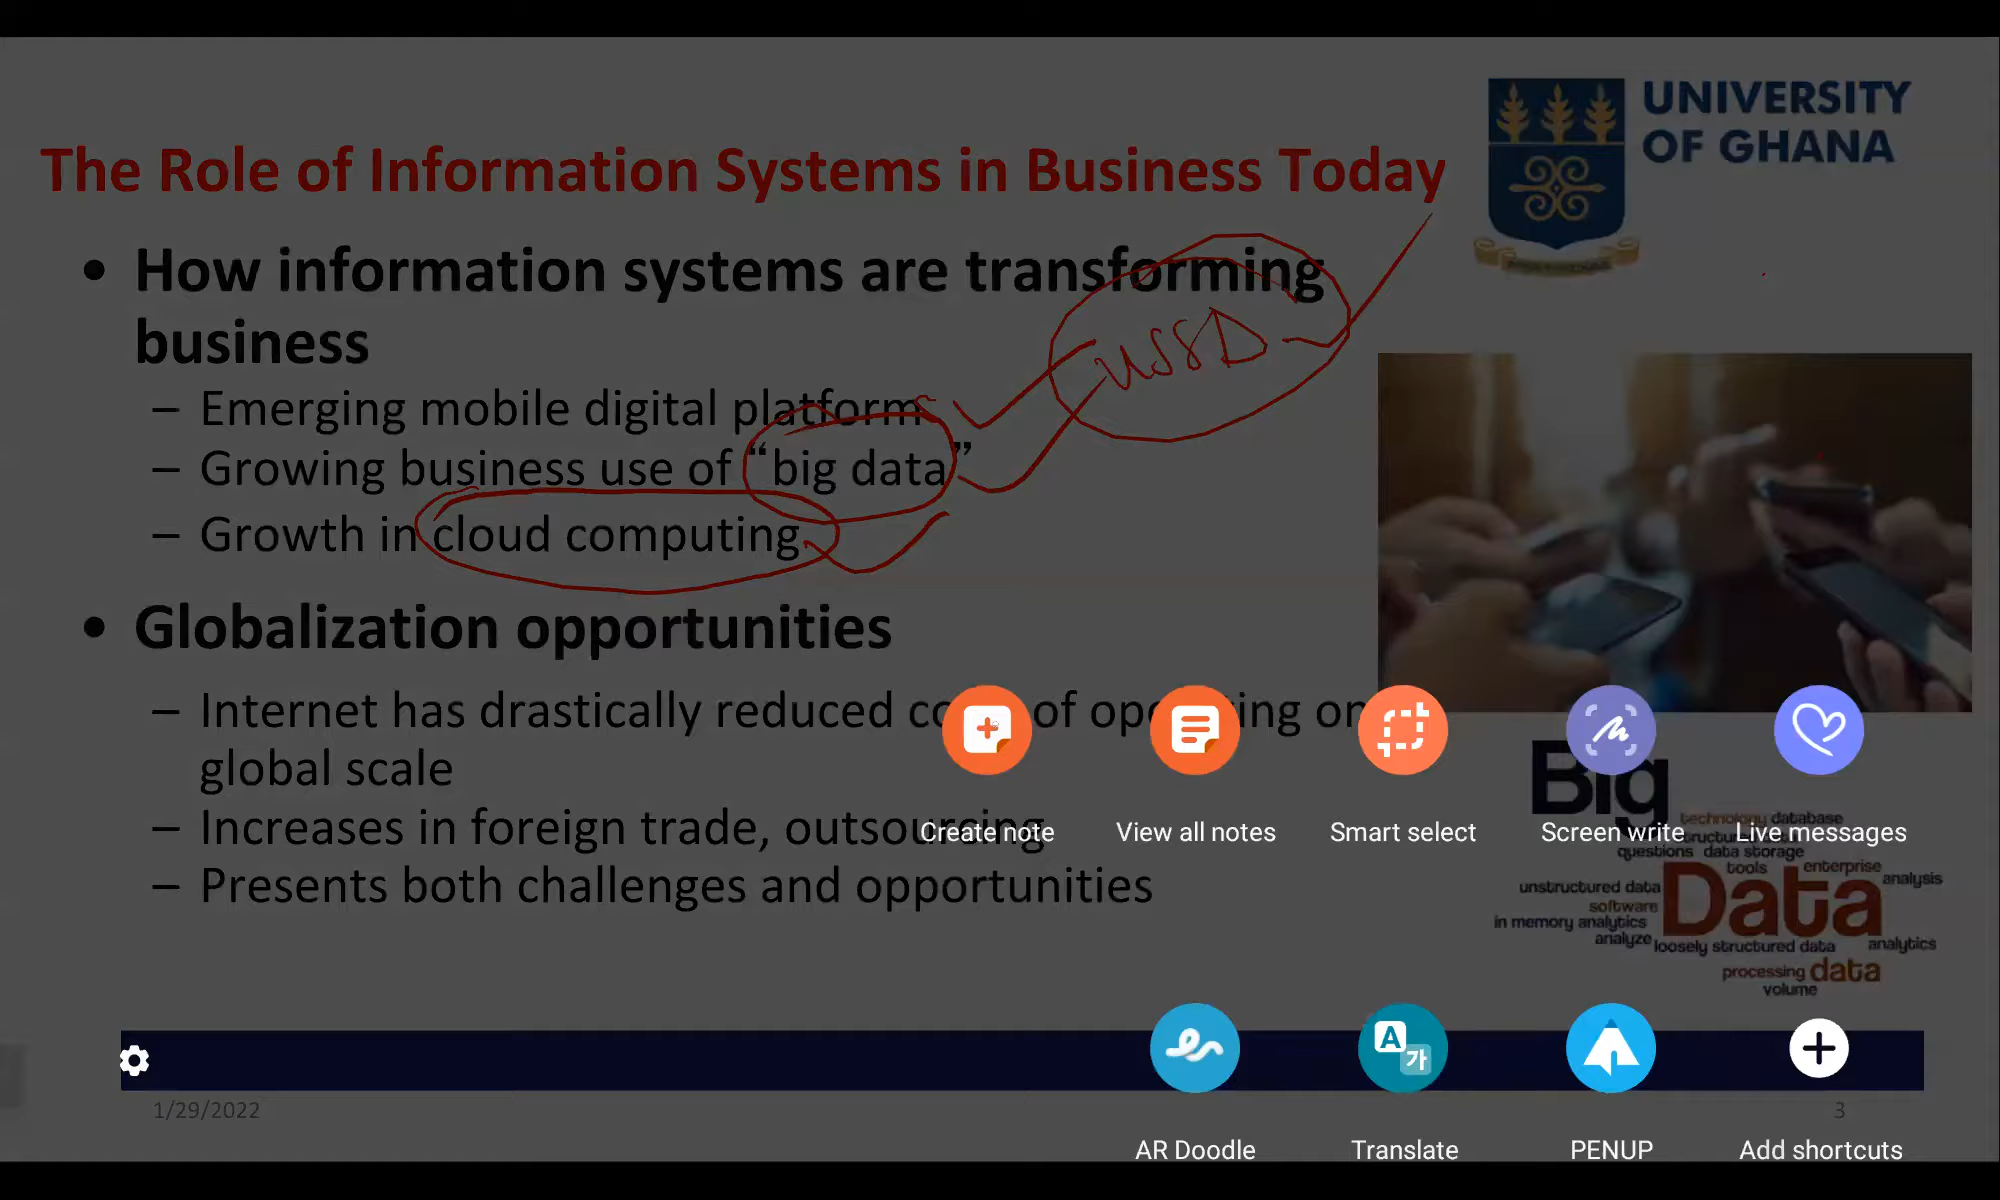 UNIVERSITY
OF GHANA
The Role of Information Systems in Business Today
• How information systems are transforming
business
USSD
– Emerging mobile digital platforms
– Growing business use of “big data”
– Growth in cloud computing
• Globalization opportunities
– Internet has drastically reduced of on
global scale
– Increases in foreign trade, outsourcing
– Presents both challenges and opportunities
Create note
View all notes
Smart select
Screen write
Live messages
Big
technology database
questions data storage
tools enterprise
analysis
unstructured data
software
Data
in memory analytics
analyze
loosely structured data
analytics
processing data
volume
A
가
1/29/2022
3
AR Doodle
Translate
PENUP
Add shortcuts